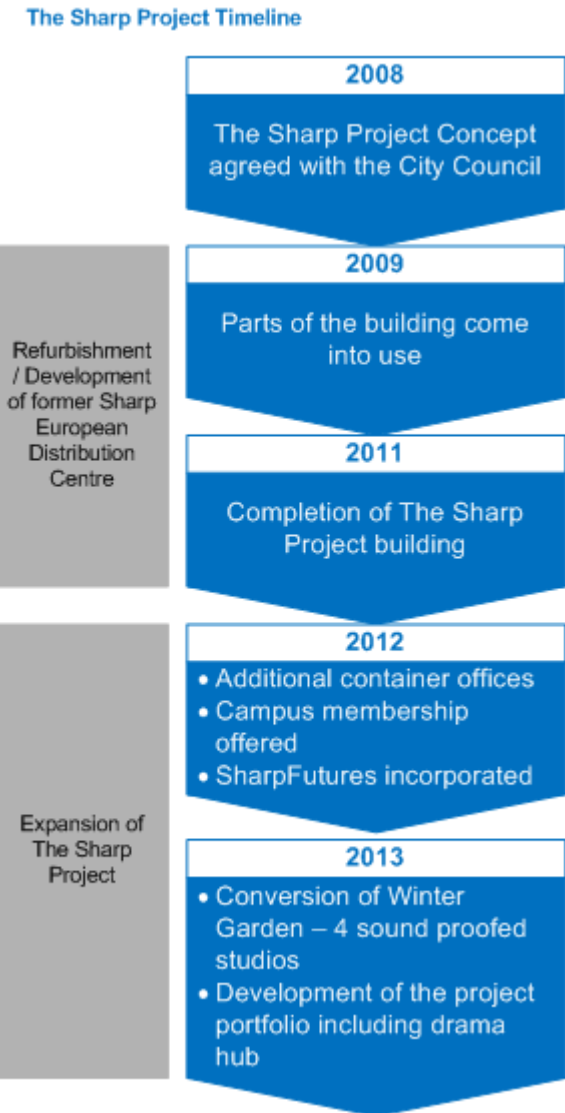 The Sharp Project Timeline
2008
The Sharp Project Concept
agreed with the City Council
Refurbishment
/ Development
of former Sharp
European
Distribution
Centre
2009
Parts of the building come
into use
2011
Completion of The Sharp
Project building
Expansion of
The Sharp
Project
2012
• Additional container offices
• Campus membership
offered
• SharpFutures incorporated
2013
• Conversion of Winter
Garden – 4 sound proofed
studios
• Development of the project
portfolio including drama
hub